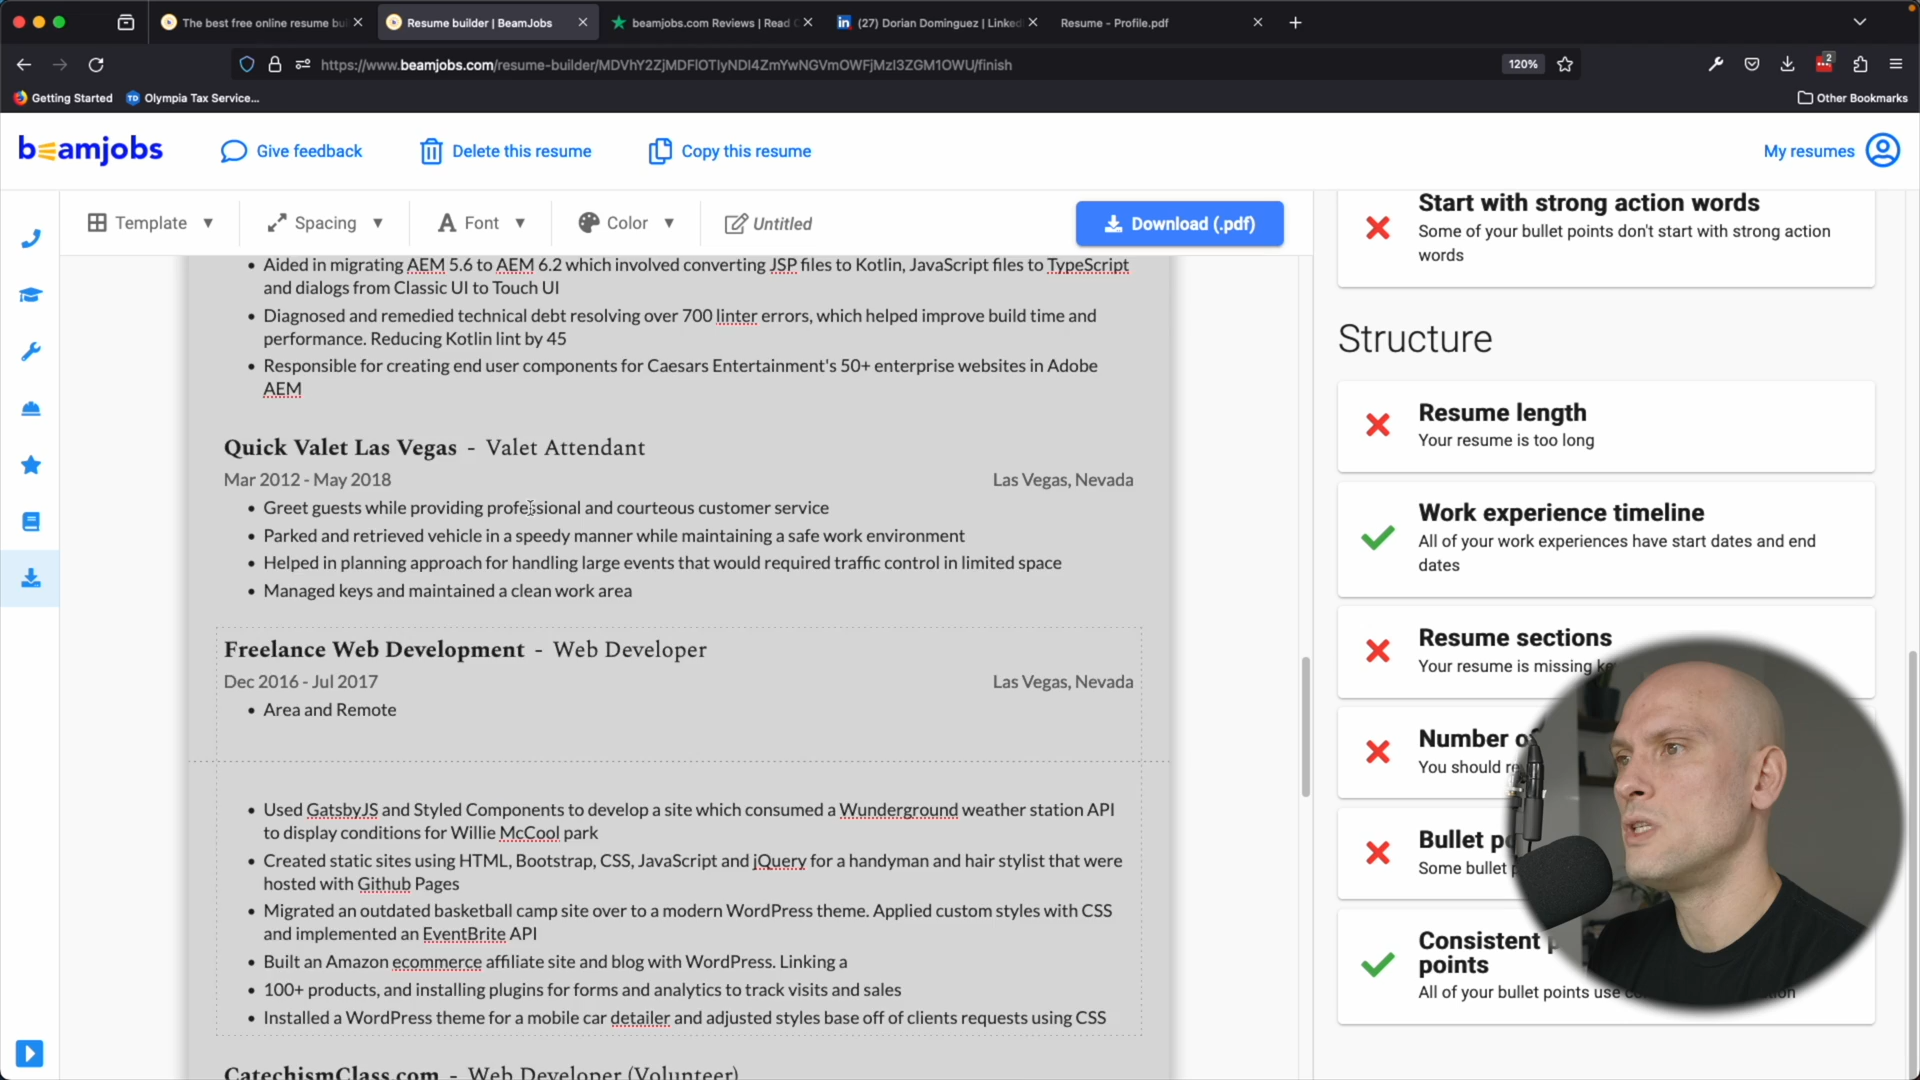 The best free online resume bu
Resume builder | BeamJobs
beamjobs.com Reviews | Read
(27) Dorian Dominguez | Linked
Resume - Profile.pdf
https://www.beamjobs.com/resume-builder/
/finish
120%
2
Getting Started
TD
Olympia Tax Service...
Other Bookmarks
beamjobs
Give feedback
Delete this resume
Copy this resume
My resumes
Template
Spacing
A Font
Color
Untitled
Download (.pdf)
Aided in migrating AEM 5.6 to AEM 6.2 which involved converting JSP files to Kotlin, JavaScript files to TypeScript
and dialogs from Classic UI to Touch UI
Diagnosed and remedied technical debt resolving over 700 linter errors, which helped improve build time and
performance. Reducing Kotlin lint by 45
Responsible for creating end user components for Caesars Entertainment's 50+ enterprise websites in Adobe
AEM
Quick Valet Las Vegas - Valet Attendant
Mar 2012 - May 2018
Las Vegas, Nevada
Greet guests while providing professional and courteous customer service
Parked and retrieved vehicle in a speedy manner while maintaining a safe work environment
Helped in planning approach for handling large events that would required traffic control in limited space
Managed keys and maintained a clean work area
Freelance Web Development - Web Developer
Dec 2016 - Jul 2017
Las Vegas, Nevada
Area and Remote
Used GatsbyJS and Styled Components to develop a site which consumed a Wunderground weather station API
to display conditions for Willie McCool park
Created static sites using HTML, Bootstrap, CSS, JavaScript and jQuery for a handyman and hair stylist that were
hosted with Github Pages
Migrated an outdated basketball camp site over to a modern WordPress theme. Applied custom styles with CSS
and implemented an EventBrite API
Built an Amazon ecommerce affiliate site and blog with WordPress. Linking a
100+ products, and installing plugins for forms and analytics to track visits and sales
Installed a WordPress theme for a mobile car detailer and adjusted styles base off of clients requests using CSS
CatechismClass.com - Web Developer (Volunteer)
Start with strong action words
Some of your bullet points don't start with strong action
words
Structure
Resume length
Your resume is too long
Work experience timeline
All of your work experiences have start dates and end
dates
Resume sections
Your resume is missing
Number
You should
Bullet
Some bullet
Consistent
points
All of your bullet points use